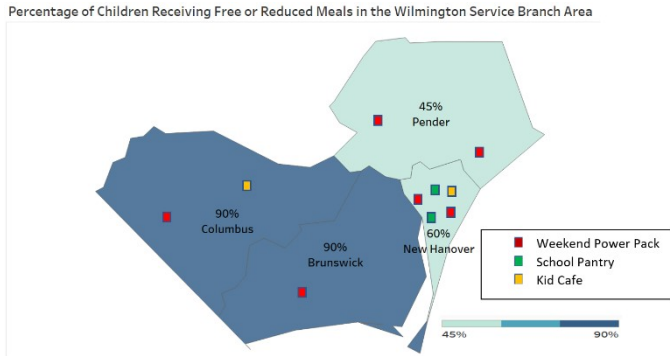 Percentage of Children Receiving Free or Reduced Meals in the Wilmington Service Branch Area
45%
Pender
90%
Columbus
90%
Brunswick
60%
New Hanover
Weekend Power Pack
School Pantry
Kid Cafe
45% 90%